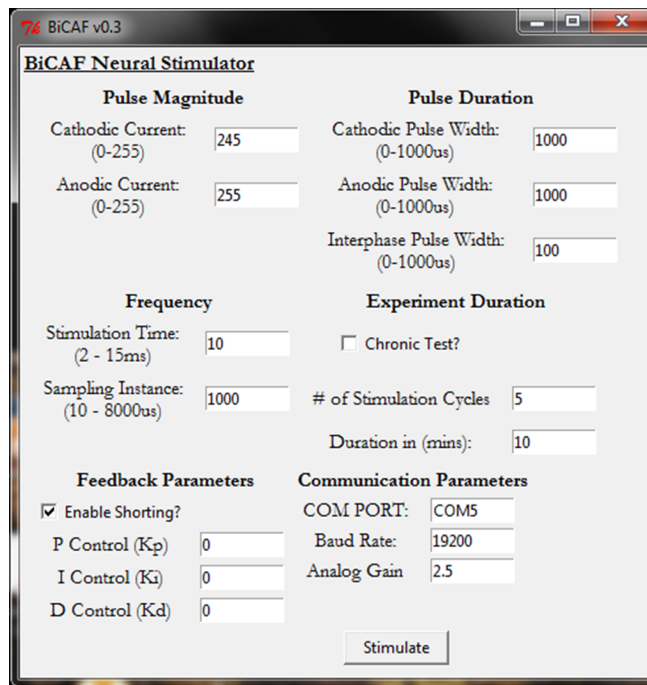 BiCAF v0.3
BiCAF Neural Stimulator
Pulse Magnitude
Cathodic Current:
(0-255)
245
Anodic Current:
(0-255)
255
Pulse Duration
Cathodic Pulse Width:
(0-1000us)
1000
Anodic Pulse Width:
(0-1000us)
1000
Interphase Pulse Width:
(0-1000us)
100
Frequency
Stimulation Time:
(2 - 15ms)
10
Sampling Instance:
(10 - 8000us)
1000
Experiment Duration
Chronic Test?
# of Stimulation Cycles 5
Duration in (mins): 10
Feedback Parameters
Enable Shorting?
P Control (Kp) 0
I Control (Ki) 0
D Control (Kd) 0
Communication Parameters
COM PORT: COM5
Baud Rate: 19200
Analog Gain 2.5
Stimulate